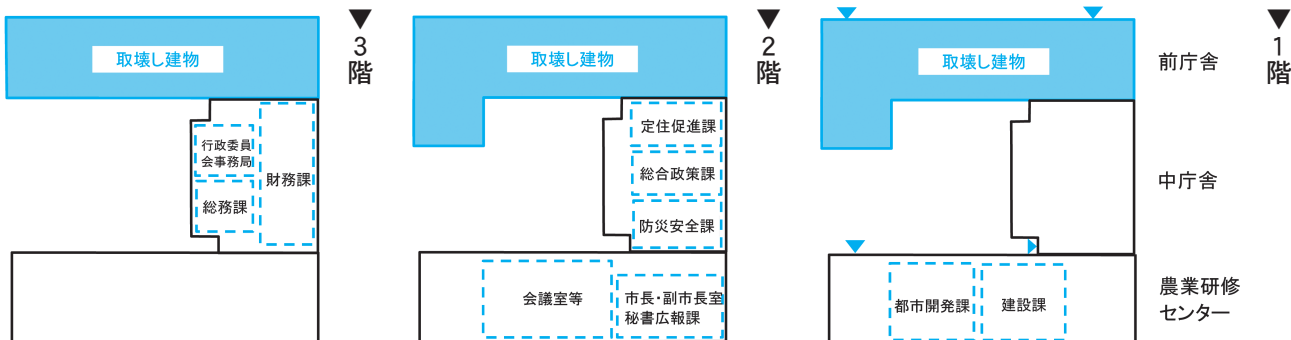 3階
取壊し建物
行政委員
会事務局
財務課
総務課
2階
取壊し建物
定住促進課
総合政策課
防災安全課
会議室等
市長・副市長室
秘書広報課
1階
取壊し建物
前庁舎
中庁舎
都市開発課
建設課
農業研修
センター